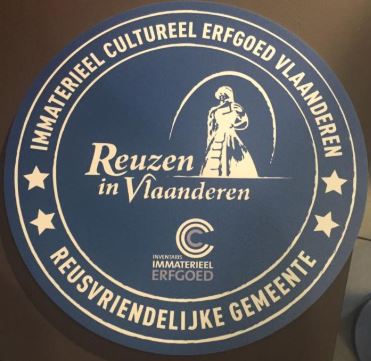 IMMATERIEEL CULTUREEL ERFGOED VLAANDEREN
Reuzen
in Vlaanderen
INVENTARIS
IMMATERIEEL
ERFGOED
REUSVRIENDELIJKE GEMEENTE